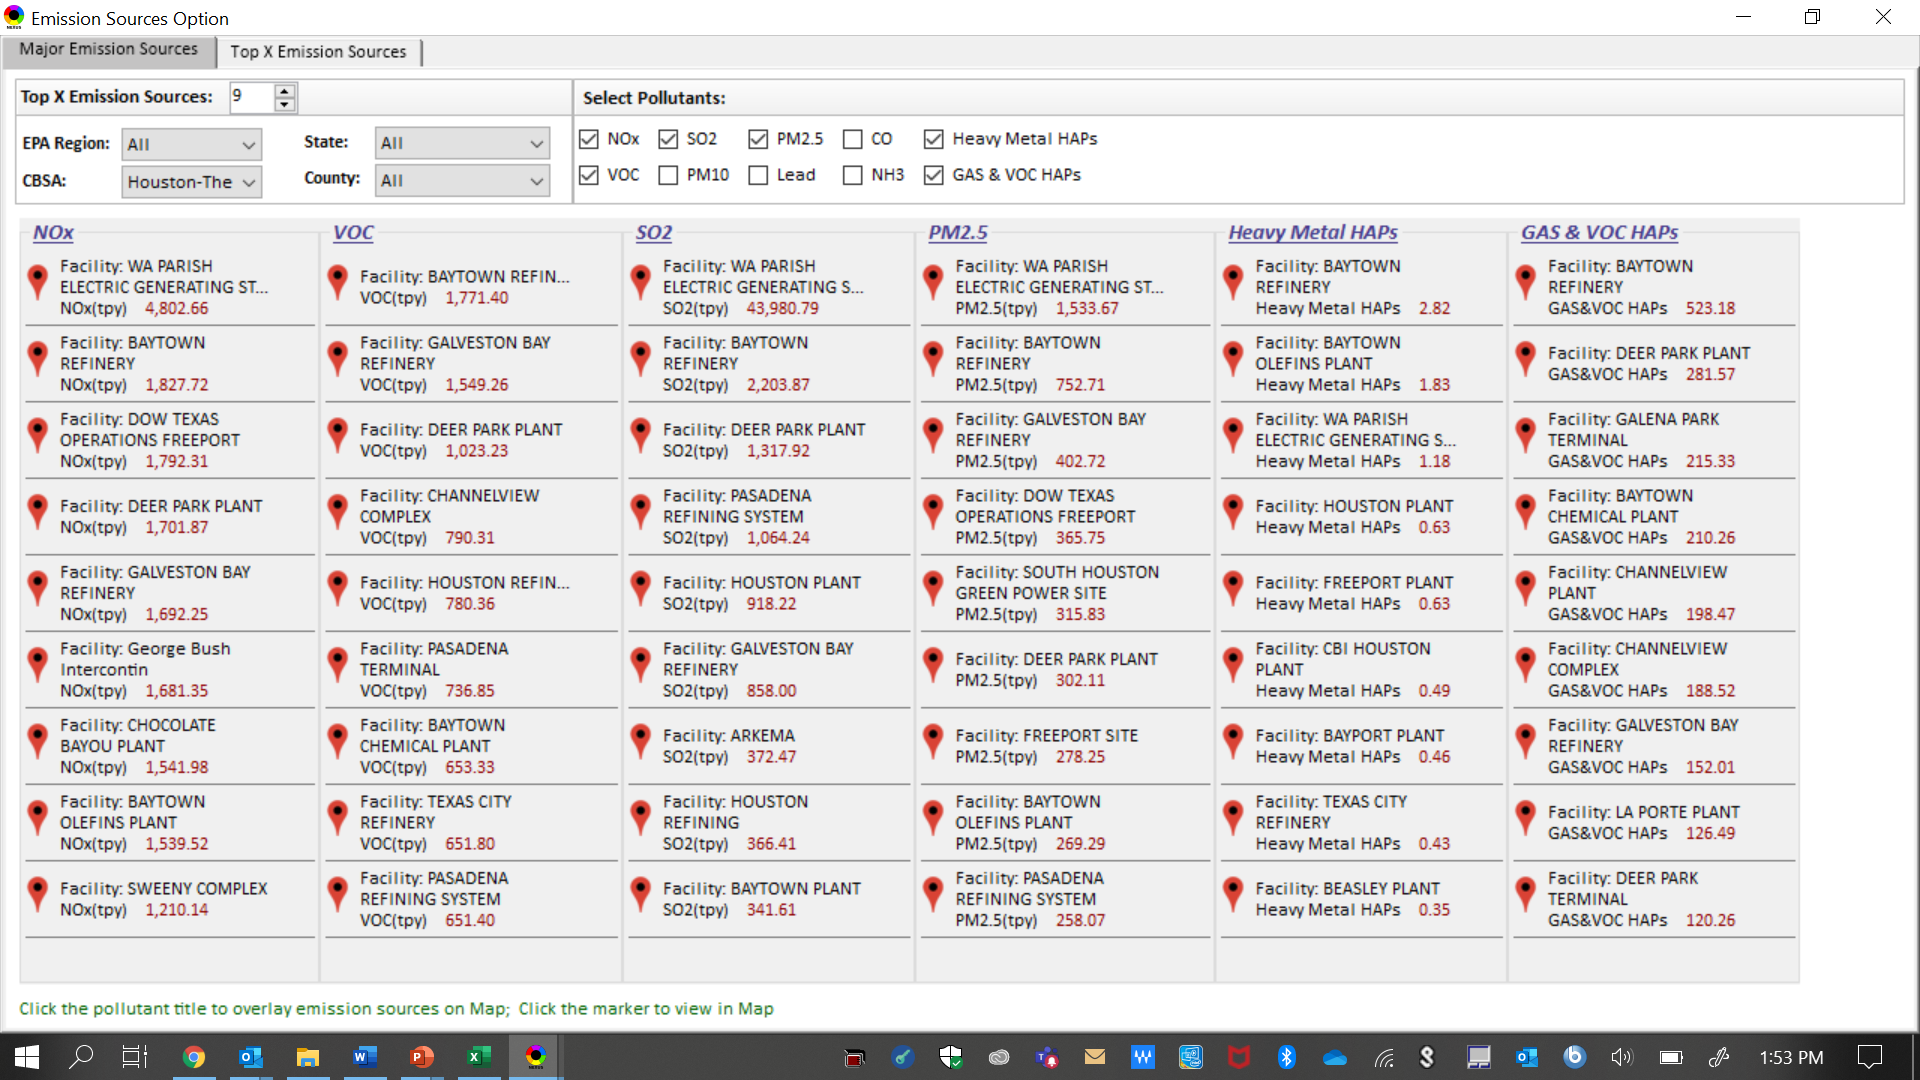 Emission Sources Option
Major Emission Sources
Top X Emission Sources
Top X Emission Sources: 9
Select Pollutants:
EPA Region: All
State: All
CBSA: Houston-The
County: All
NOx SO2 PM2.5 CO Heavy Metal HAPs
VOC PM10 Lead NH3 GAS & VOC HAPs
NOx
Facility: WA PARISH
ELECTRIC GENERATING ST...
NOx(tpy) 4,802.66
Facility: BAYTOWN
REFINERY
NOx(tpy) 1,827.72
Facility: DOW TEXAS
OPERATIONS FREEPORT
NOx(tpy) 1,792.31
Facility: DEER PARK PLANT
NOx(tpy) 1,701.87
Facility: GALVESTON BAY
REFINERY
NOx(tpy) 1,692.25
Facility: George Bush
Intercontin
NOx(tpy) 1,681.35
Facility: CHOCOLATE
BAYOU PLANT
NOx(tpy) 1,541.98
Facility: BAYTOWN
OLEFINS PLANT
NOx(tpy) 1,539.52
Facility: SWEENY COMPLEX
NOx(tpy) 1,210.14
VOC
Facility: BAYTOWN REFIN...
VOC(tpy) 1,771.40
Facility: GALVESTON BAY
REFINERY
VOC(tpy) 1,549.26
Facility: DEER PARK PLANT
VOC(tpy) 1,023.23
Facility: CHANNELVIEW
COMPLEX
VOC(tpy) 790.31
Facility: HOUSTON REFIN...
VOC(tpy) 780.36
Facility: PASADENA
TERMINAL
VOC(tpy) 736.85
Facility: BAYTOWN
CHEMICAL PLANT
VOC(tpy) 653.33
Facility: TEXAS CITY
REFINERY
VOC(tpy) 651.80
Facility: PASADENA
REFINING SYSTEM
VOC(tpy) 651.40
SO2
Facility: WA PARISH
ELECTRIC GENERATING S...
SO2(tpy) 43,980.79
Facility: BAYTOWN
REFINERY
SO2(tpy) 2,203.87
Facility: DEER PARK PLANT
SO2(tpy) 1,317.92
Facility: PASADENA
REFINING SYSTEM
SO2(tpy) 1,064.24
Facility: HOUSTON PLANT
SO2(tpy) 918.22
Facility: GALVESTON BAY
REFINERY
SO2(tpy) 858.00
Facility: ARKEMA
SO2(tpy) 372.47
Facility: HOUSTON
REFINING
SO2(tpy) 366.41
Facility: BAYTOWN PLANT
SO2(tpy) 341.61
PM2.5
Facility: WA PARISH
ELECTRIC GENERATING ST...
PM2.5(tpy) 1,533.67
Facility: BAYTOWN
REFINERY
PM2.5(tpy) 752.71
Facility: GALVESTON BAY
REFINERY
PM2.5(tpy) 402.72
Facility: DOW TEXAS
OPERATIONS FREEPORT
PM2.5(tpy) 365.75
Facility: SOUTH HOUSTON
GREEN POWER SITE
PM2.5(tpy) 315.83
Facility: DEER PARK PLANT
PM2.5(tpy) 302.11
Facility: FREEPORT SITE
PM2.5(tpy) 278.25
Facility: BAYTOWN
OLEFINS PLANT
PM2.5(tpy) 269.29
Facility: PASADENA
REFINING SYSTEM
PM2.5(tpy) 258.07
Heavy Metal HAPs
Facility: BAYTOWN
REFINERY
Heavy Metal HAPs 2.82
Facility: BAYTOWN
OLEFINS PLANT
Heavy Metal HAPs 1.83
Facility: WA PARISH
ELECTRIC GENERATING S...
Heavy Metal HAPs 1.18
Facility: HOUSTON PLANT
Heavy Metal HAPs 0.63
Facility: FREEPORT PLANT
Heavy Metal HAPs 0.63
Facility: CBI HOUSTON
PLANT
Heavy Metal HAPs 0.49
Facility: BAYPORT PLANT
Heavy Metal HAPs 0.46
Facility: TEXAS CITY
REFINERY
Heavy Metal HAPs 0.43
Facility: BEASLEY PLANT
Heavy Metal HAPs 0.35
GAS & VOC HAPs
Facility: BAYTOWN
REFINERY
GAS&VOC HAPs 523.18
Facility: DEER PARK PLANT
GAS&VOC HAPs 281.57
Facility: GALENA PARK
TERMINAL
GAS&VOC HAPs 215.33
Facility: BAYTOWN
CHEMICAL PLANT
GAS&VOC HAPs 210.26
Facility: CHANNELVIEW
PLANT
GAS&VOC HAPs 198.47
Facility: CHANNELVIEW
COMPLEX
GAS&VOC HAPs 188.52
Facility: GALVESTON BAY
REFINERY
GAS&VOC HAPs 152.01
Facility: LA PORTE PLANT
GAS&VOC HAPs 126.49
Facility: DEER PARK
TERMINAL
GAS&VOC HAPs 120.26
Click the pollutant title to overlay emission sources on Map; Click the marker to view in Map
1:53 PM